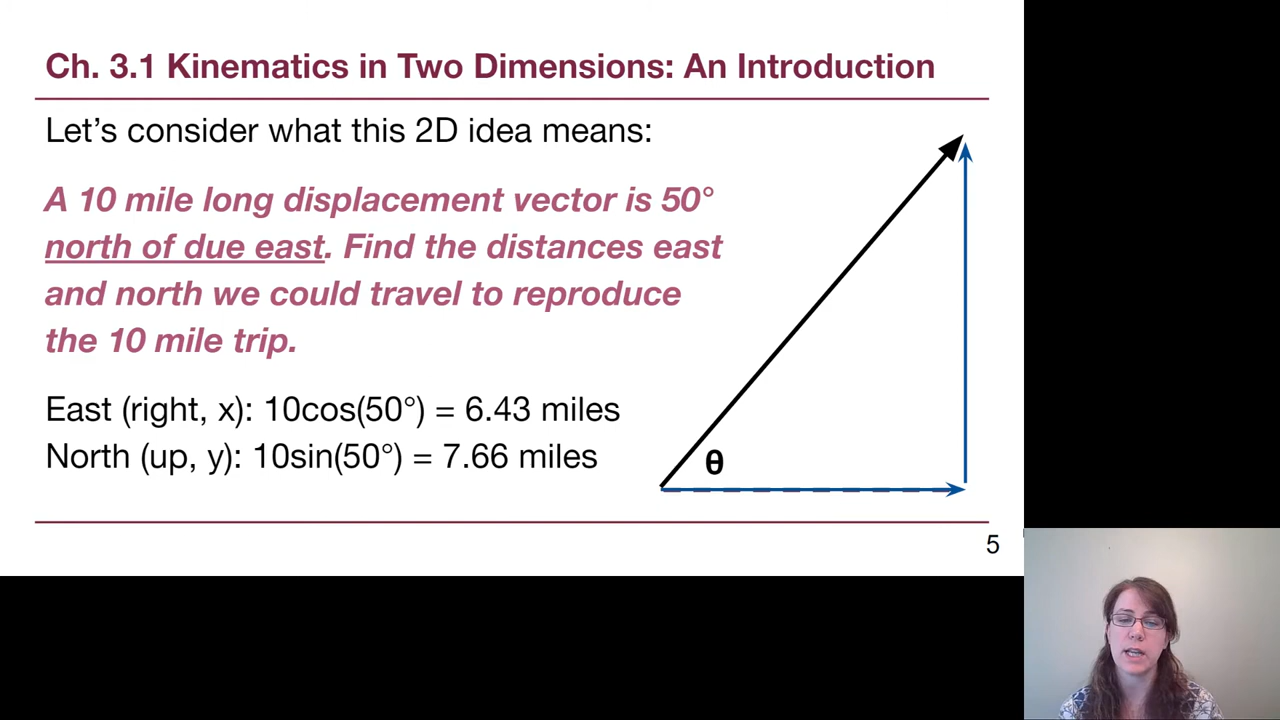 Ch. 3.1 Kinematics in Two Dimensions: An Introduction
Let’s consider what this 2D idea means:
A 10 mile long displacement vector is 50°
north of due east. Find the distances east
and north we could travel to reproduce
the 10 mile trip.
East (right, x): 10cos(50°) = 6.43 miles
North (up, y): 10sin(50°) = 7.66 miles
θ
5